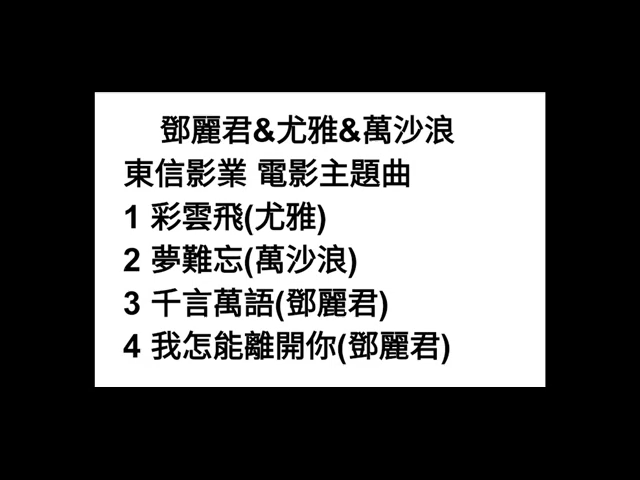 鄧麗君&尤雅&萬沙浪
東信影業 電影主題曲
1 彩雲飛(尤雅)
2 夢難忘(萬沙浪)
3 千言萬語(鄧麗君)
4 我怎能離開你(鄧麗君)